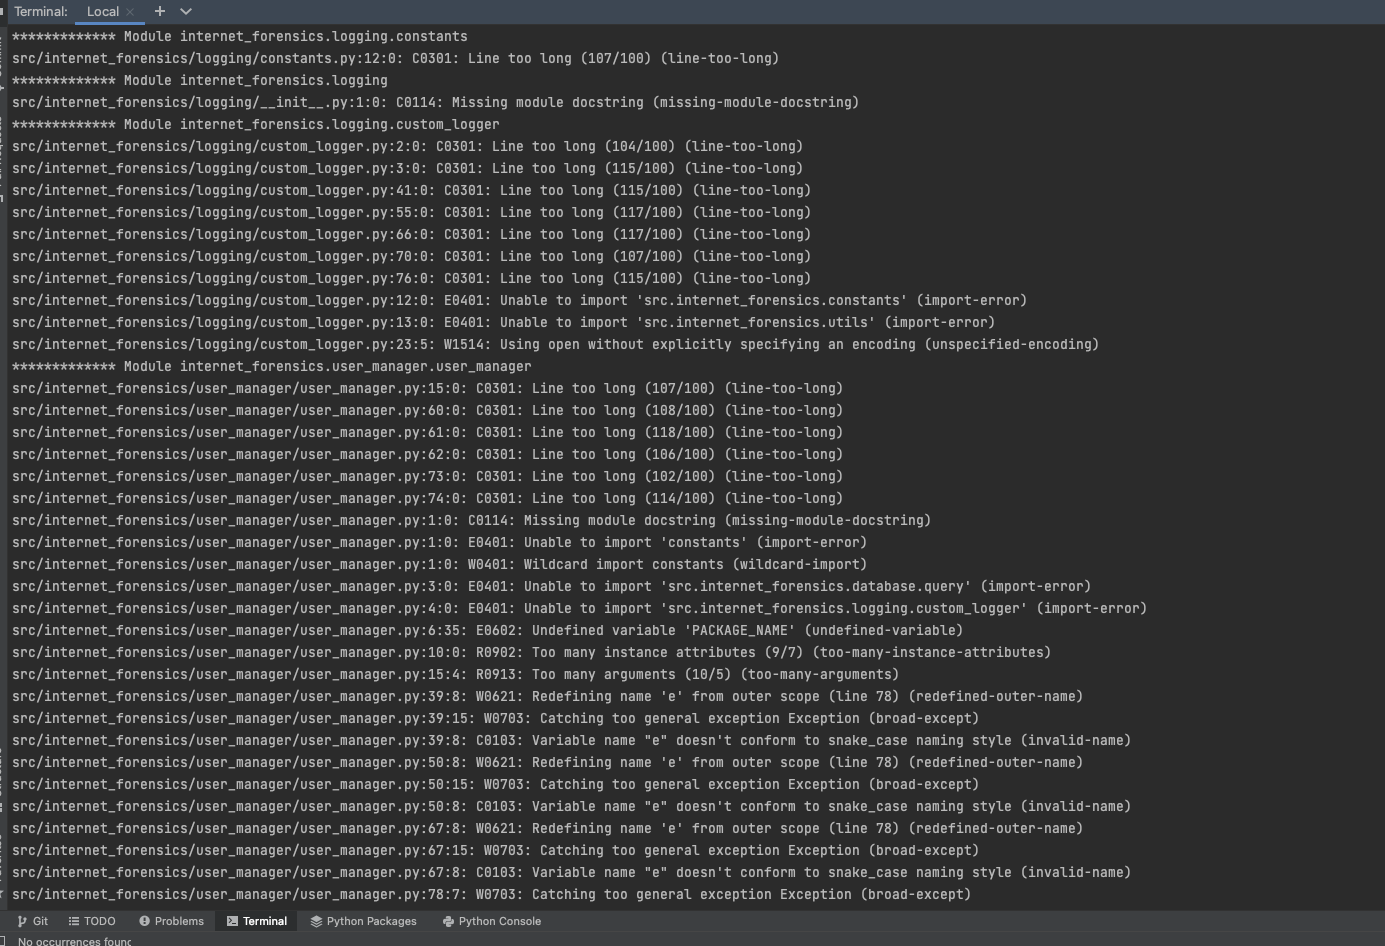 Terminal: Local × +
************* Module internet_forensics.logging.constants
src/internet_forensics/logging/constants.py:12:0: C0301: Line too long (107/100) (line-too-long)
************* Module internet_forensics.logging
src/internet_forensics/logging/__init__.py:1:0: C0114: Missing module docstring (missing-module-docstring)
************* Module internet_forensics.logging.custom_logger
src/internet_forensics/logging/custom_logger.py:2:0: C0301: Line too long (104/100) (line-too-long)
src/internet_forensics/logging/custom_logger.py:3:0: C0301: Line too long (115/100) (line-too-long)
src/internet_forensics/logging/custom_logger.py:41:0: C0301: Line too long (115/100) (line-too-long)
src/internet_forensics/logging/custom_logger.py:55:0: C0301: Line too long (117/100) (line-too-long)
src/internet_forensics/logging/custom_logger.py:66:0: C0301: Line too long (117/100) (line-too-long)
src/internet_forensics/logging/custom_logger.py:70:0: C0301: Line too long (107/100) (line-too-long)
src/internet_forensics/logging/custom_logger.py:76:0: C0301: Line too long (115/100) (line-too-long)
src/internet_forensics/logging/custom_logger.py:12:0: E0401: Unable to import 'src.internet_forensics.constants' (import-error)
src/internet_forensics/logging/custom_logger.py:13:0: E0401: Unable to import 'src.internet_forensics.utils' (import-error)
src/internet_forensics/logging/custom_logger.py:23:5: W1514: Using open without explicitly specifying an encoding (unspecified-encoding)
************* Module internet_forensics.user_manager.user_manager
src/internet_forensics/user_manager/user_manager.py:15:0: C0301: Line too long (107/100) (line-too-long)
src/internet_forensics/user_manager/user_manager.py:60:0: C0301: Line too long (108/100) (line-too-long)
src/internet_forensics/user_manager/user_manager.py:61:0: C0301: Line too long (118/100) (line-too-long)
src/internet_forensics/user_manager/user_manager.py:62:0: C0301: Line too long (106/100) (line-too-long)
src/internet_forensics/user_manager/user_manager.py:73:0: C0301: Line too long (102/100) (line-too-long)
src/internet_forensics/user_manager/user_manager.py:74:0: C0301: Line too long (114/100) (line-too-long)
src/internet_forensics/user_manager/user_manager.py:1:0: C0114: Missing module docstring (missing-module-docstring)
src/internet_forensics/user_manager/user_manager.py:1:0: E0401: Unable to import 'constants' (import-error)
src/internet_forensics/user_manager/user_manager.py:1:0: W0401: Wildcard import constants (wildcard-import)
src/internet_forensics/user_manager/user_manager.py:3:0: E0401: Unable to import 'src.internet_forensics.database.query' (import-error)
src/internet_forensics/user_manager/user_manager.py:4:0: E0401: Unable to import 'src.internet_forensics.logging.custom_logger' (import-error)
src/internet_forensics/user_manager/user_manager.py:6:35: E0602: Undefined variable 'PACKAGE_NAME' (undefined-variable)
src/internet_forensics/user_manager/user_manager.py:10:0: R0902: Too many instance attributes (9/7) (too-many-instance-attributes)
src/internet_forensics/user_manager/user_manager.py:15:4: R0913: Too many arguments (10/5) (too-many-arguments)
src/internet_forensics/user_manager/user_manager.py:39:8: W0621: Redefining name 'e' from outer scope (line 78) (redefined-outer-name)
src/internet_forensics/user_manager/user_manager.py:39:15: W0703: Catching too general exception Exception (broad-except)
src/internet_forensics/user_manager/user_manager.py:39:8: C0103: Variable name "e" doesn't conform to snake_case naming style (invalid-name)
src/internet_forensics/user_manager/user_manager.py:50:8: W0621: Redefining name 'e' from outer scope (line 78) (redefined-outer-name)
src/internet_forensics/user_manager/user_manager.py:50:15: W0703: Catching too general exception Exception (broad-except)
src/internet_forensics/user_manager/user_manager.py:50:8: C0103: Variable name "e" doesn't conform to snake_case naming style (invalid-name)
src/internet_forensics/user_manager/user_manager.py:67:8: W0621: Redefining name 'e' from outer scope (line 78) (redefined-outer-name)
src/internet_forensics/user_manager/user_manager.py:67:15: W0703: Catching too general exception Exception (broad-except)
src/internet_forensics/user_manager/user_manager.py:67:8: C0103: Variable name "e" doesn't conform to snake_case naming style (invalid-name)
src/internet_forensics/user_manager/user_manager.py:78:7: W0703: Catching too general exception Exception (broad-except)
Git TODO Problems Terminal Python Packages Python Console
No occurrences found